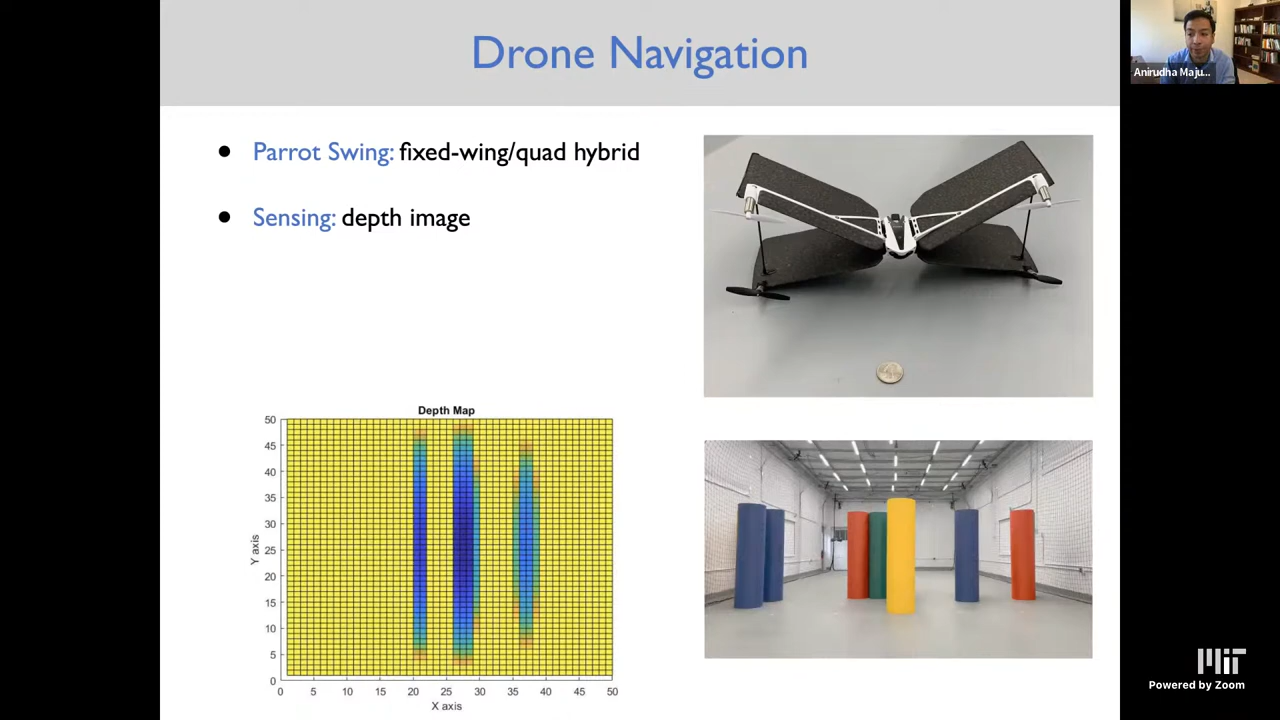 Drone Navigation
Anirudha Maju...
● Parrot Swing: fixed-wing/quad hybrid
● Sensing: depth image
Depth Map
50
45
40
35
30
25
20
15
10
5
0
Y axis
0 5 10 15 20 25 30 35 40 45 50
X axis
MIT
Powered by Zoom